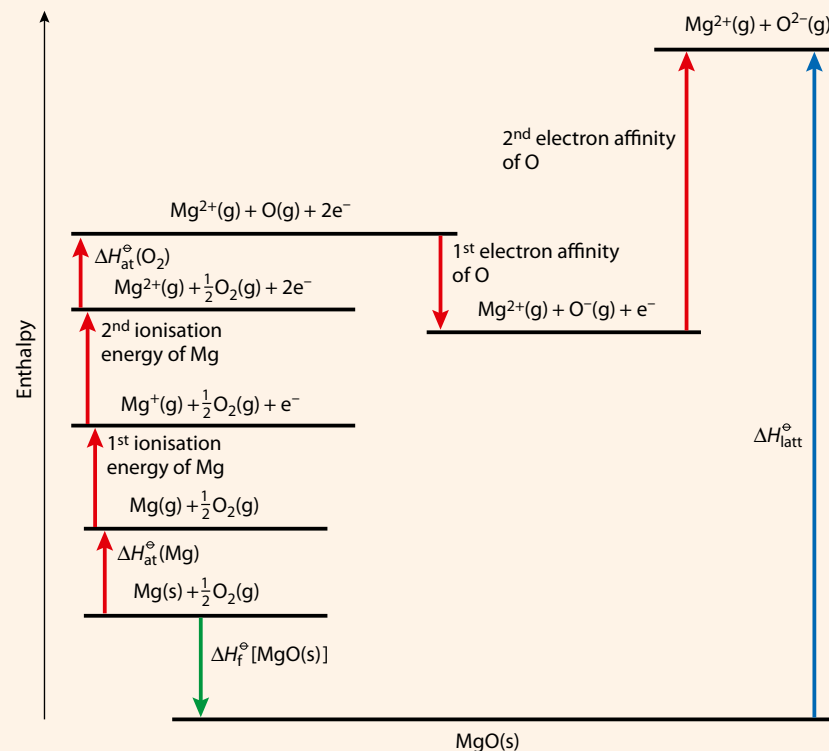 Mg²⁺(g) + O²⁻(g)
2nd electron affinity
of O
Mg²⁺(g) + O(g) + 2e⁻
ΔH⦵at(O₂)
1st electron affinity
of O
Mg²⁺(g) + ½O₂(g) + 2e⁻
Mg²⁺(g) + O⁻(g) + e⁻
2nd ionisation
energy of Mg
Enthalpy
Mg⁺(g) + ½O₂(g) + e⁻
ΔH⦵latt
1st ionisation
energy of Mg
Mg(g) + ½O₂(g)
ΔH⦵at(Mg)
Mg(s) + ½O₂(g)
ΔH⦵f [MgO(s)]
MgO(s)